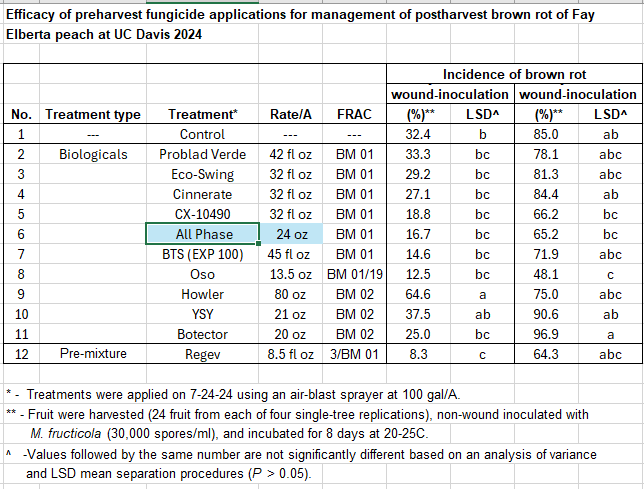 Efficacy of preharvest fungicide applications for management of postharvest brown rot of Fay
Elberta peach at UC Davis 2024
Incidence of brown rot
wound-inoculation wound-inoculation
No. Treatment type Treatment* Rate/A FRAC (%)** LSD^ (%)** LSD^
1 --- Control --- --- 32.4 b 85.0 ab
2 Biologicals Problad Verde 42 fl oz BM 01 33.3 bc 78.1 abc
3 Eco-Swing 32 fl oz BM 01 29.2 bc 81.3 abc
4 Cinnerate 32 fl oz BM 01 27.1 bc 84.4 ab
5 CX-10490 32 fl oz BM 01 18.8 bc 66.2 bc
6 All Phase 24 oz BM 01 16.7 bc 65.2 bc
7 BTS (EXP 100) 45 fl oz BM 01 14.6 bc 71.9 abc
8 Oso 13.5 oz BM 01/19 12.5 bc 48.1 c
9 Howler 80 oz BM 02 64.6 a 75.0 abc
10 YSY 21 oz BM 02 37.5 ab 90.6 ab
11 Botector 20 oz BM 02 25.0 bc 96.9 a
12 Pre-mixture Regev 8.5 fl oz 3/BM 01 8.3 c 64.3 abc
* - Treatments were applied on 7-24-24 using an air-blast sprayer at 100 gal/A.
** - Fruit were harvested (24 fruit from each of four single-tree replications), non-wound inoculated with
M. fructicola (30,000 spores/ml), and incubated for 8 days at 20-25C.
^ -Values followed by the same number are not significantly different based on an analysis of variance
and LSD mean separation procedures (P > 0.05).